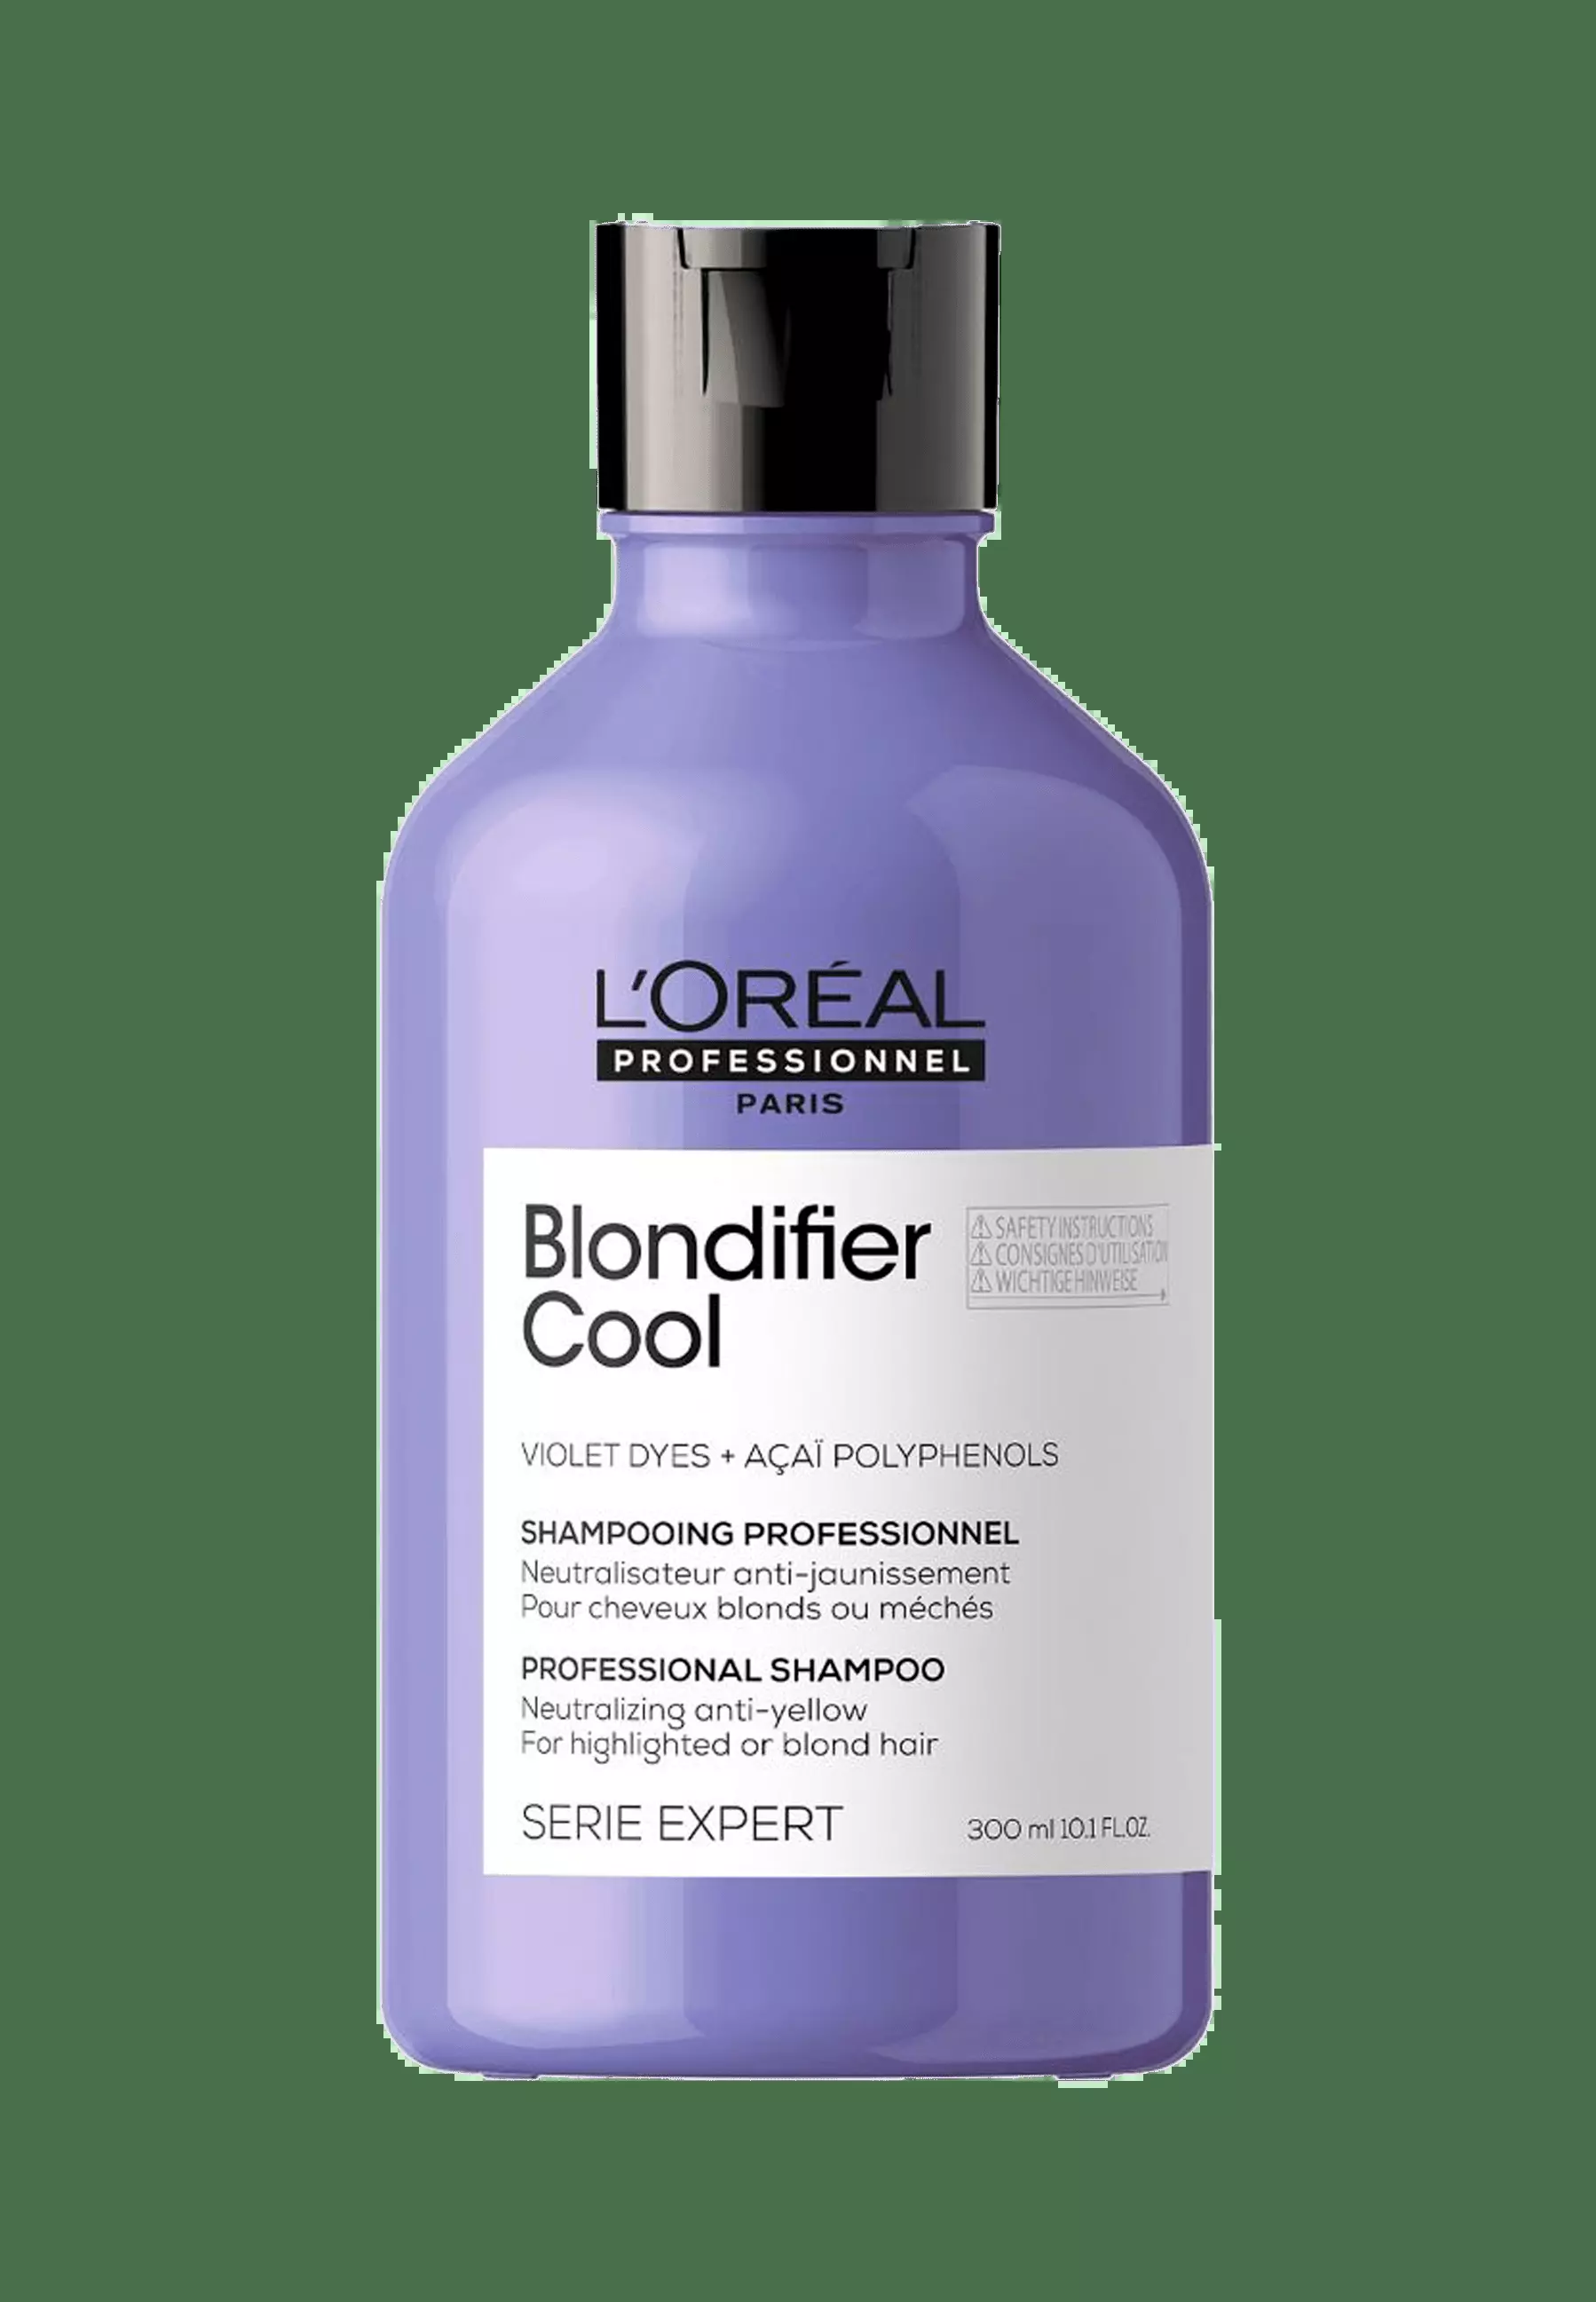 L'ORÉAL
PROFESSIONNEL
PARIS
Blondifier
Cool
⚠ SAFETY INSTRUCTIONS
⚠ CONSIGNES D'UTILISATION
⚠ WICHTIGE HINWEISE
VIOLET DYES + AÇAÏ POLYPHENOLS
SHAMPOOING PROFESSIONNEL
Neutralisateur anti-jaunissement
Pour cheveux blonds ou méchés
PROFESSIONAL SHAMPOO
Neutralizing anti-yellow
For highlighted or blond hair
SERIE EXPERT
300 ml 10.1 FL.OZ.